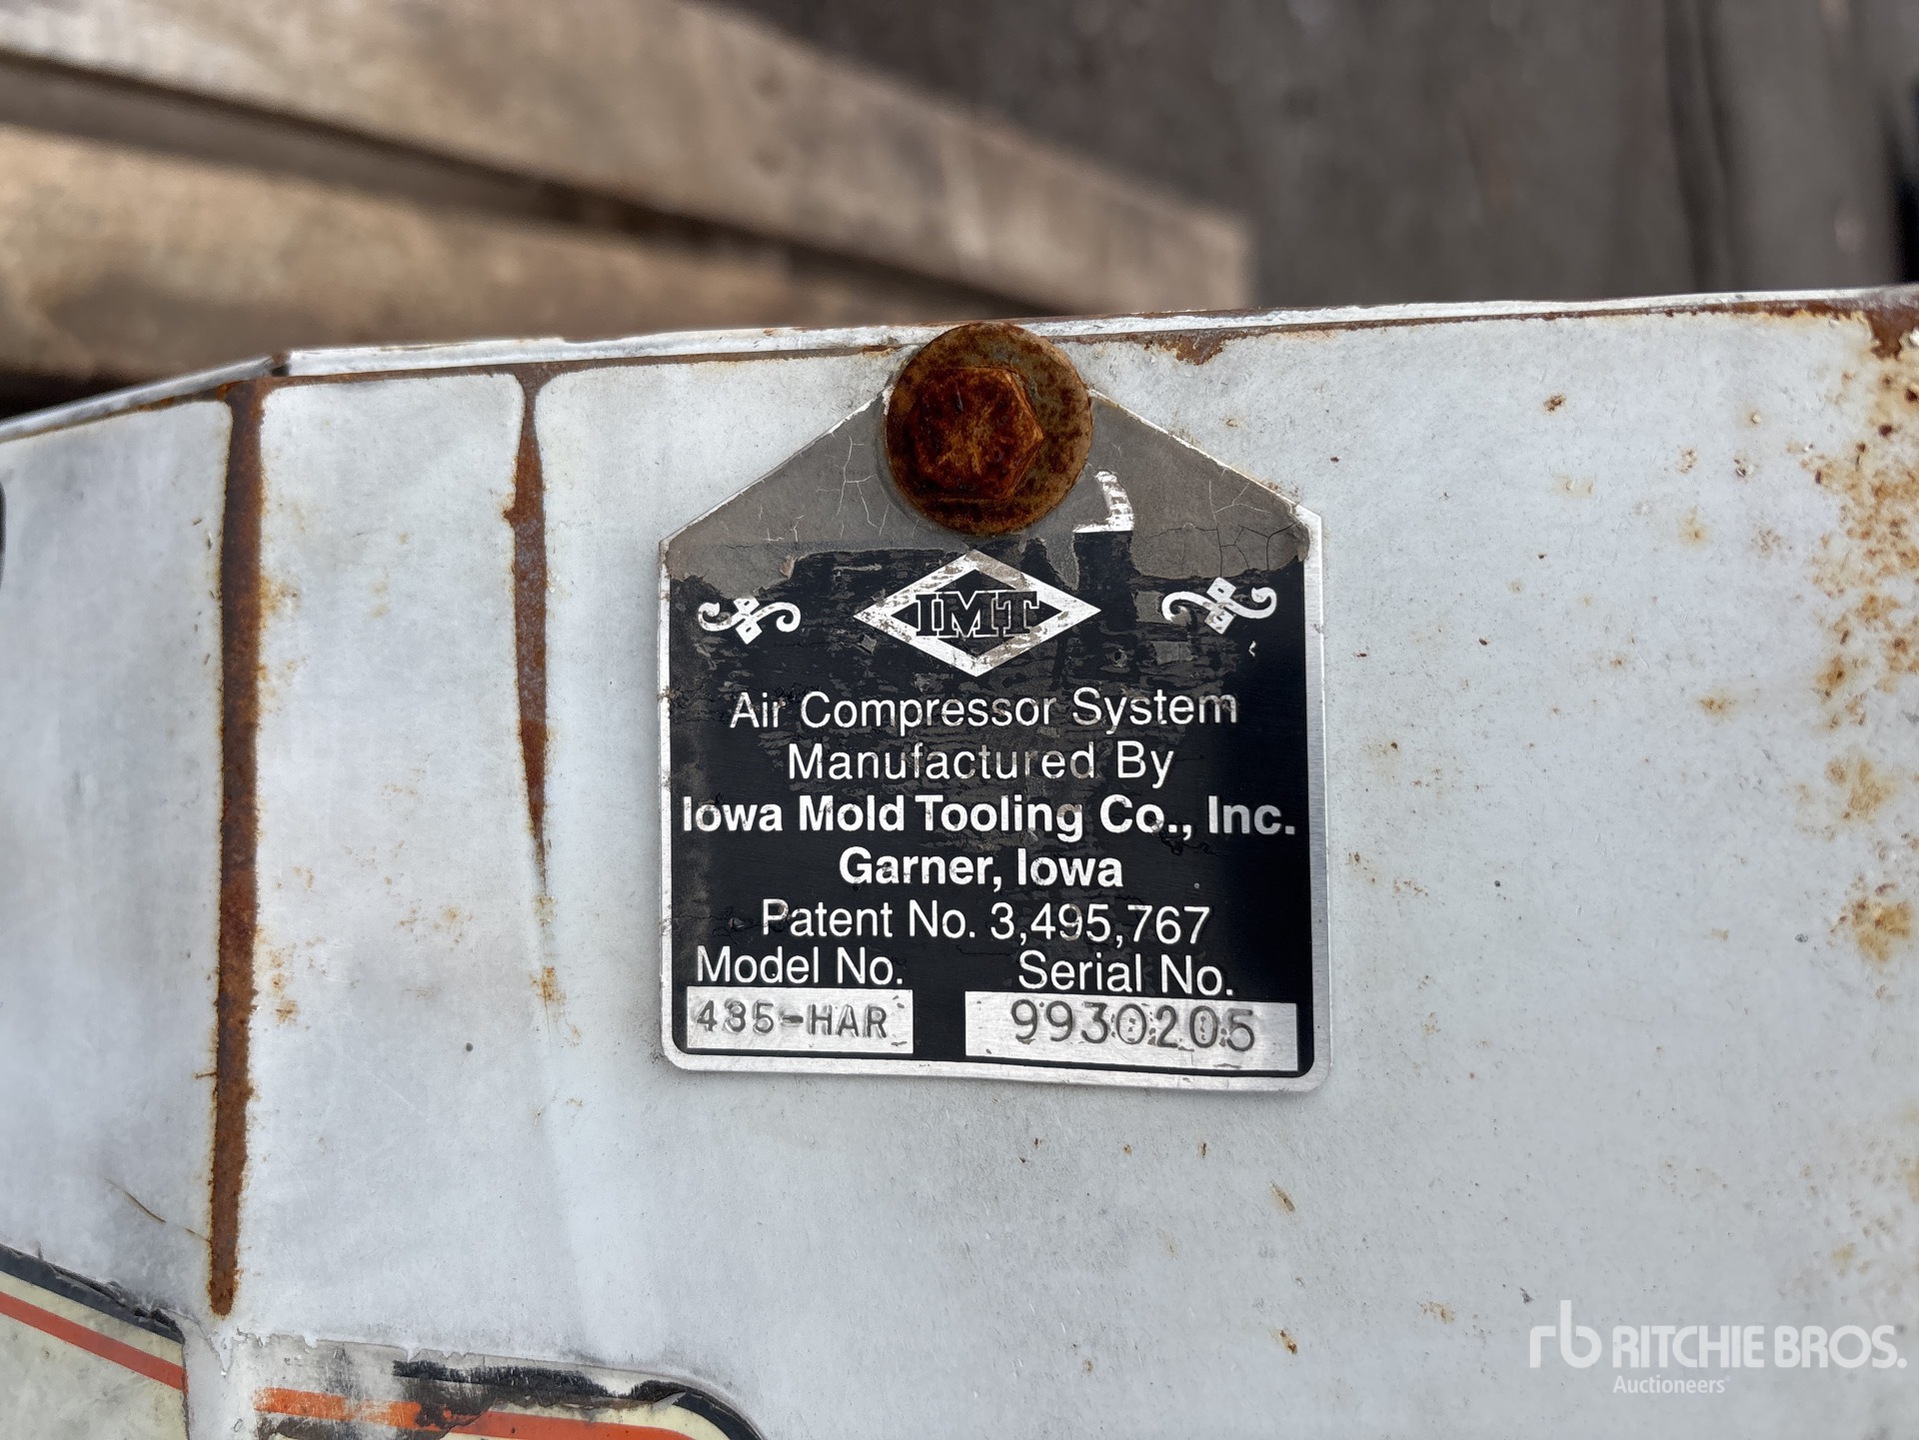 IMT
Air Compressor System
Manufactured By
Iowa Mold Tooling Co., Inc.
Garner, Iowa
Patent No. 3,495,767
Model No. Serial No.
435-HAR 9930205
rb RITCHIE BROS.
Auctioneers